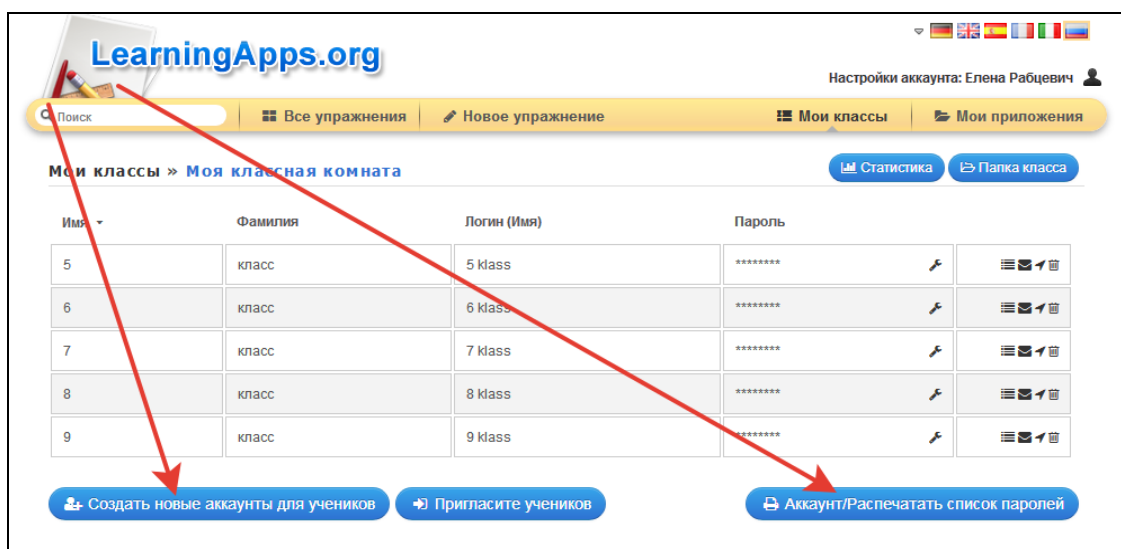 LearningApps.org
Настройки аккаунта: Елена Рабцевич
Поиск
Все упражнения
Новое упражнение
Мои классы
Мои приложения
Мои классы » Моя классная комната
Статистика
Папка класса
Имя Фамилия Логин (Имя) Пароль
5 класс 5 klass ********
6 класс 6 klass ********
7 класс 7 klass ********
8 класс 8 klass ********
9 класс 9 klass ********
Создать новые аккаунты для учеников
Пригласите учеников
Аккаунт/Распечатать список паролей